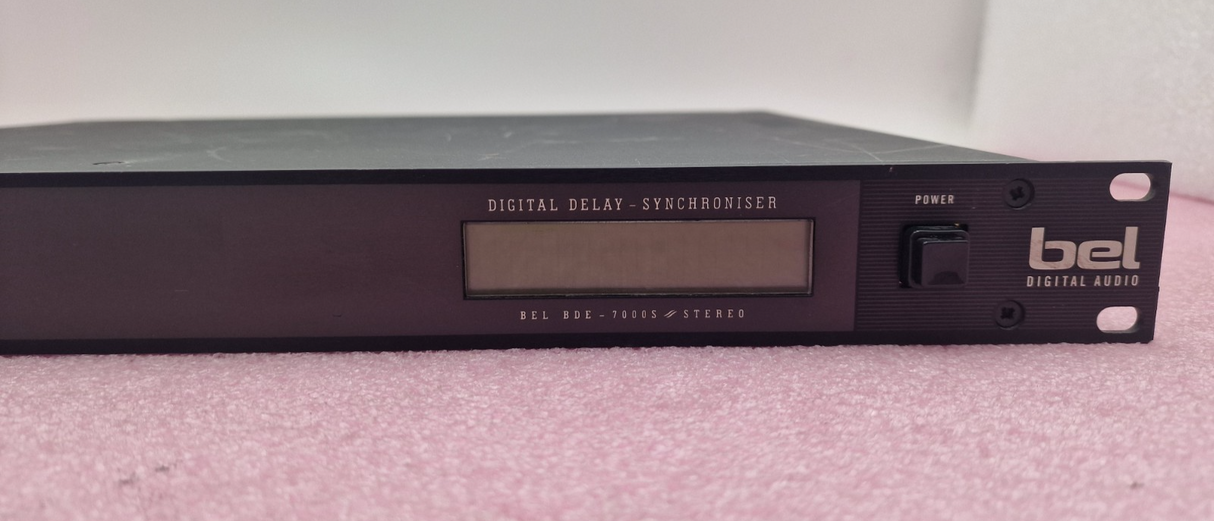 DIGITAL DELAY - SYNCHRONISER
POWER
bel
DIGITAL AUDIO
BEL BDE - 7000S // STEREO